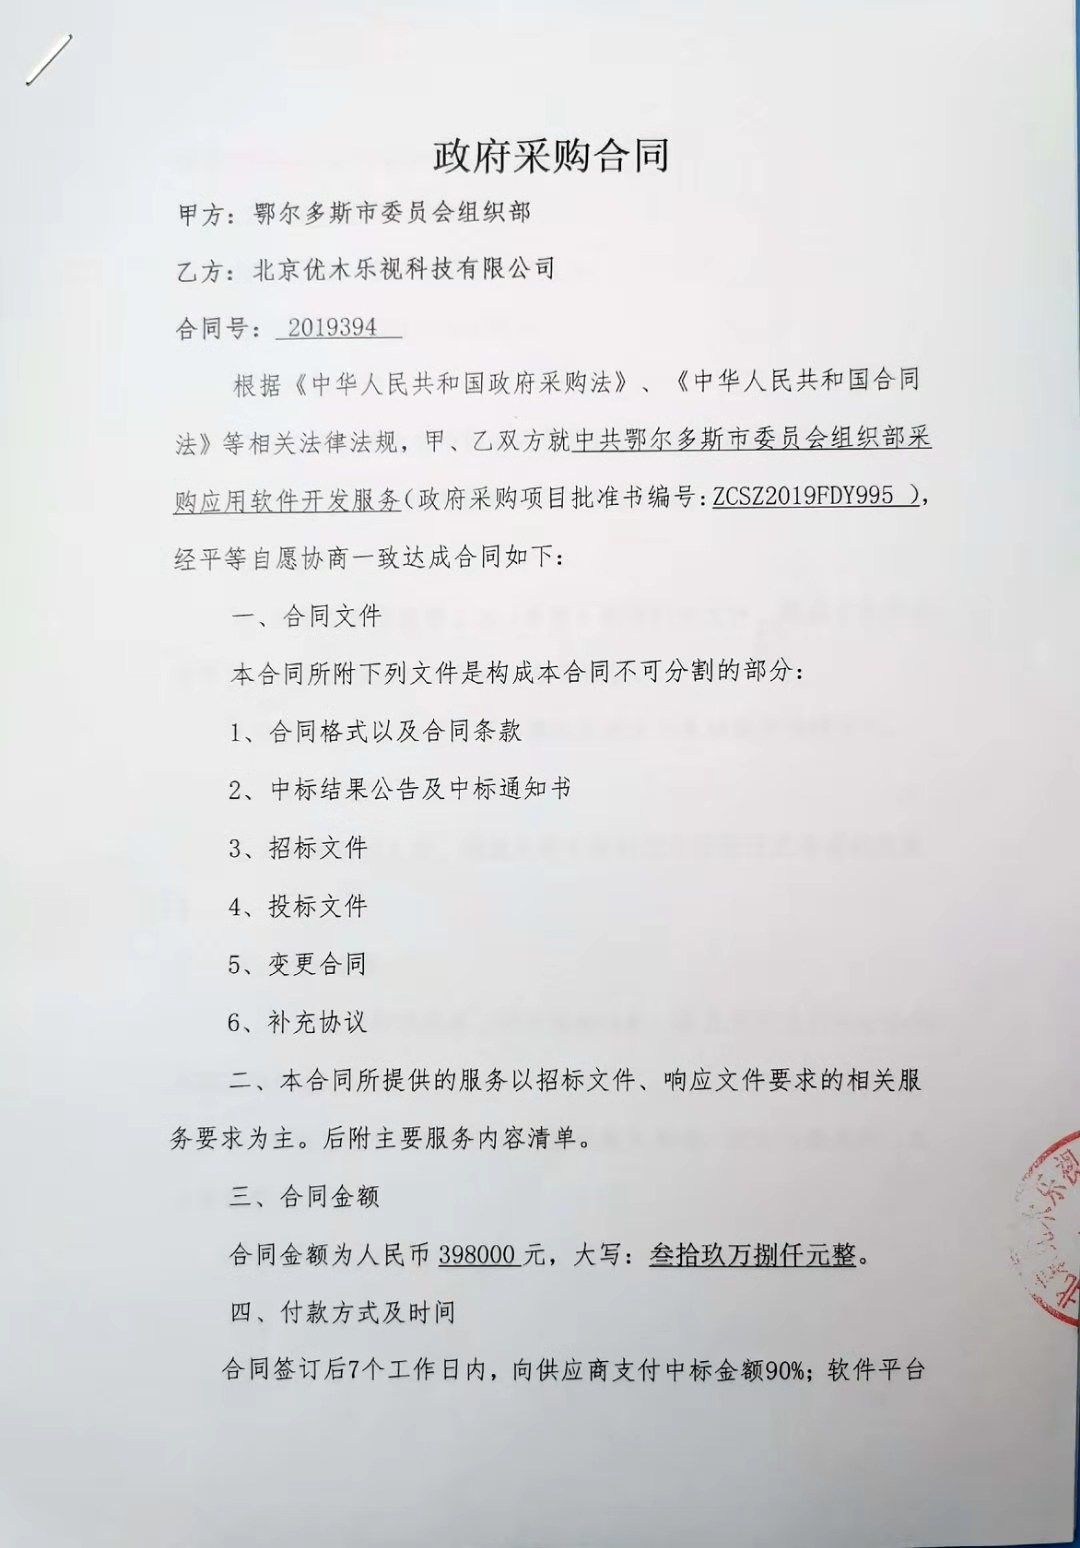 政府采购合同
甲方：鄂尔多斯市委员会组织部
乙方：北京优木乐视科技有限公司
合同号： 2019394
根据《中华人民共和国政府采购法》、《中华人民共和国合同
法》等相关法律法规，甲、乙双方就中共鄂尔多斯市委员会组织部采
购应用软件开发服务（政府采购项目批准书编号：ZCSZ2019FDY995 ），
经平等自愿协商一致达成合同如下：
一、合同文件
本合同所附下列文件是构成本合同不可分割的部分：
1、合同格式以及合同条款
2、中标结果公告及中标通知书
3、招标文件
4、投标文件
5、变更合同
6、补充协议
二、本合同所提供的服务以招标文件、响应文件要求的相关服
务要求为主。后附主要服务内容清单。
三、合同金额
合同金额为人民币 398000 元，大写：叁拾玖万捌仟元整。
四、付款方式及时间
合同签订后7个工作日内，向供应商支付中标金额90%；软件平台